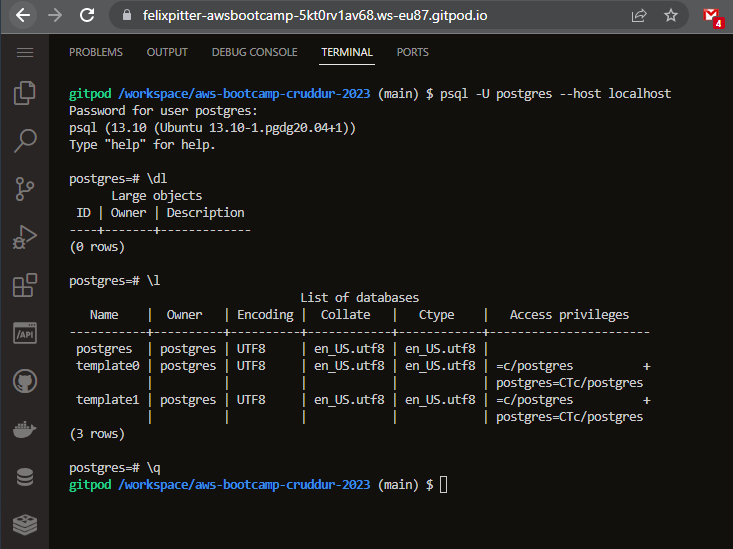 felixpitter-awsbootcamp-5kt0rv1av68.ws-eu87.gitpod.io
4
PROBLEMS OUTPUT DEBUG CONSOLE TERMINAL PORTS
gitpod /workspace/aws-bootcamp-cruddur-2023 (main) $ psql -U postgres --host localhost
Password for user postgres:
psql (13.10 (Ubuntu 13.10-1.pgdg20.04+1))
Type "help" for help.
postgres=# \dl
      Large objects
 ID | Owner | Description
----+-------+-------------
(0 rows)
postgres=# \l
                              List of databases
   Name    |  Owner   | Encoding |  Collate   |   Ctype    |   Access privileges
-----------+----------+----------+------------+------------+-----------------------
 postgres  | postgres | UTF8     | en_US.utf8 | en_US.utf8 |
 template0 | postgres | UTF8     | en_US.utf8 | en_US.utf8 | =c/postgres          +
           |          |          |            |            | postgres=CTc/postgres
 template1 | postgres | UTF8     | en_US.utf8 | en_US.utf8 | =c/postgres          +
           |          |          |            |            | postgres=CTc/postgres
(3 rows)
postgres=# \q
gitpod /workspace/aws-bootcamp-cruddur-2023 (main) $
/API